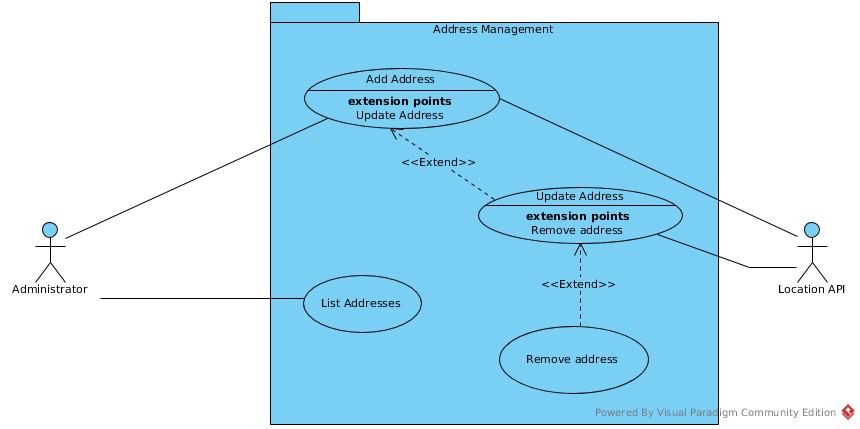 Address Management
Add Address
extension points
Update Address
<<Extend>>
Update Address
extension points
Remove address
Administrator
Location API
<<Extend>>
List Addresses
Remove address
Powered By Visual Paradigm Community Edition